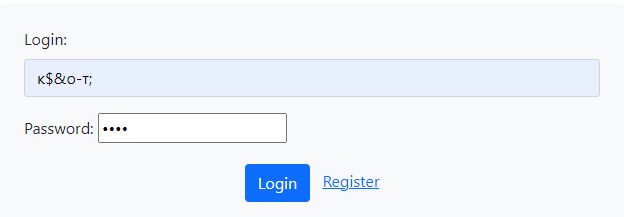 Login:
к$&о-т;
Password: ••••
Login Register